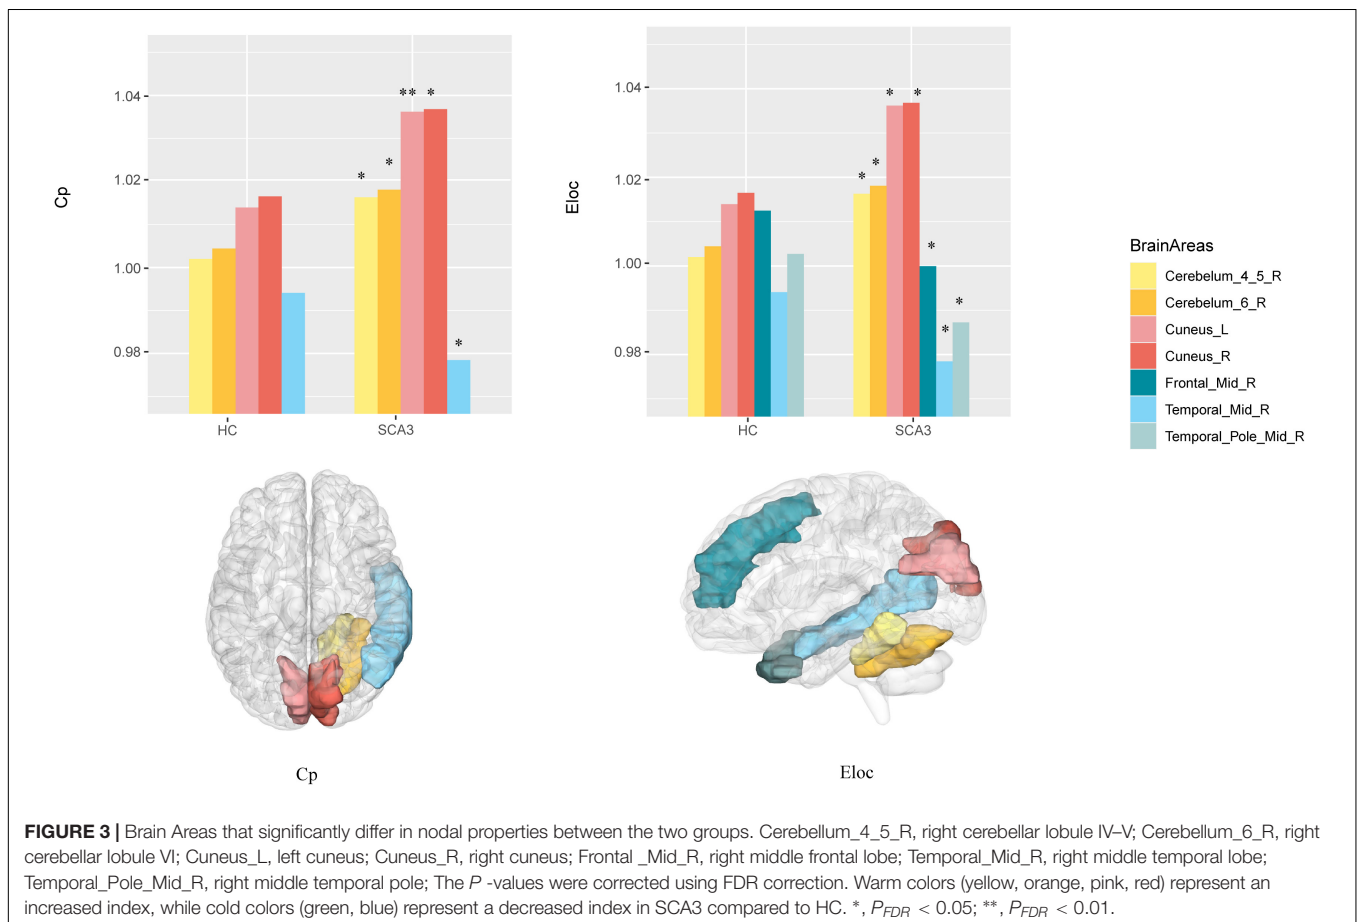 Cp
1.04
1.02
1.00
0.98
** *
*
*
*
HC
SCA3
Eloc
1.04
1.02
1.00
0.98
* *
*
*
*
*
*
HC
SCA3
BrainAreas
Cerebelum_4_5_R
Cerebelum_6_R
Cuneus_L
Cuneus_R
Frontal_Mid_R
Temporal_Mid_R
Temporal_Pole_Mid_R
Cp
Eloc
FIGURE 3 | Brain Areas that significantly differ in nodal properties between the two groups. Cerebellum_4_5_R, right cerebellar lobule IV–V; Cerebellum_6_R, right
cerebellar lobule VI; Cuneus_L, left cuneus; Cuneus_R, right cuneus; Frontal _Mid_R, right middle frontal lobe; Temporal_Mid_R, right middle temporal lobe;
Temporal_Pole_Mid_R, right middle temporal pole; The P -values were corrected using FDR correction. Warm colors (yellow, orange, pink, red) represent an
increased index, while cold colors (green, blue) represent a decreased index in SCA3 compared to HC. *, PFDR < 0.05; **, PFDR < 0.01.